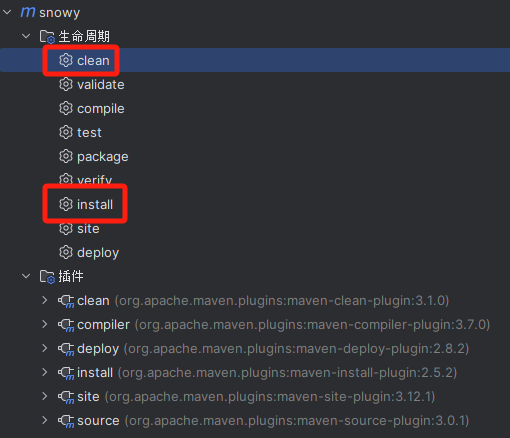 snowy
生命周期
clean
validate
compile
test
package
verify
install
site
deploy
插件
clean (org.apache.maven.plugins:maven-clean-plugin:3.1.0)
compiler (org.apache.maven.plugins:maven-compiler-plugin:3.7.0)
deploy (org.apache.maven.plugins:maven-deploy-plugin:2.8.2)
install (org.apache.maven.plugins:maven-install-plugin:2.5.2)
site (org.apache.maven.plugins:maven-site-plugin:3.12.1)
source (org.apache.maven.plugins:maven-source-plugin:3.0.1)